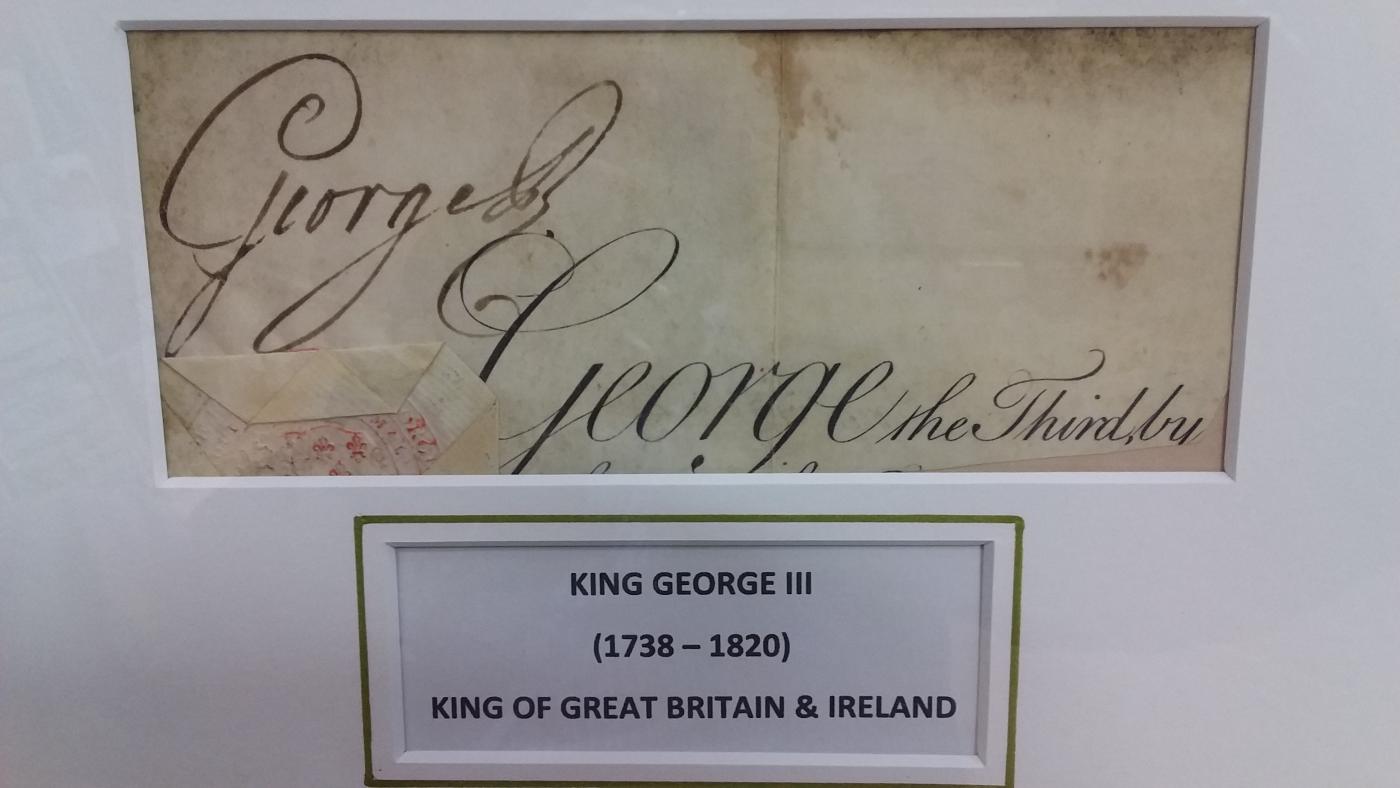 George R
George the Third, by
KING GEORGE III
(1738 – 1820)
KING OF GREAT BRITAIN & IRELAND